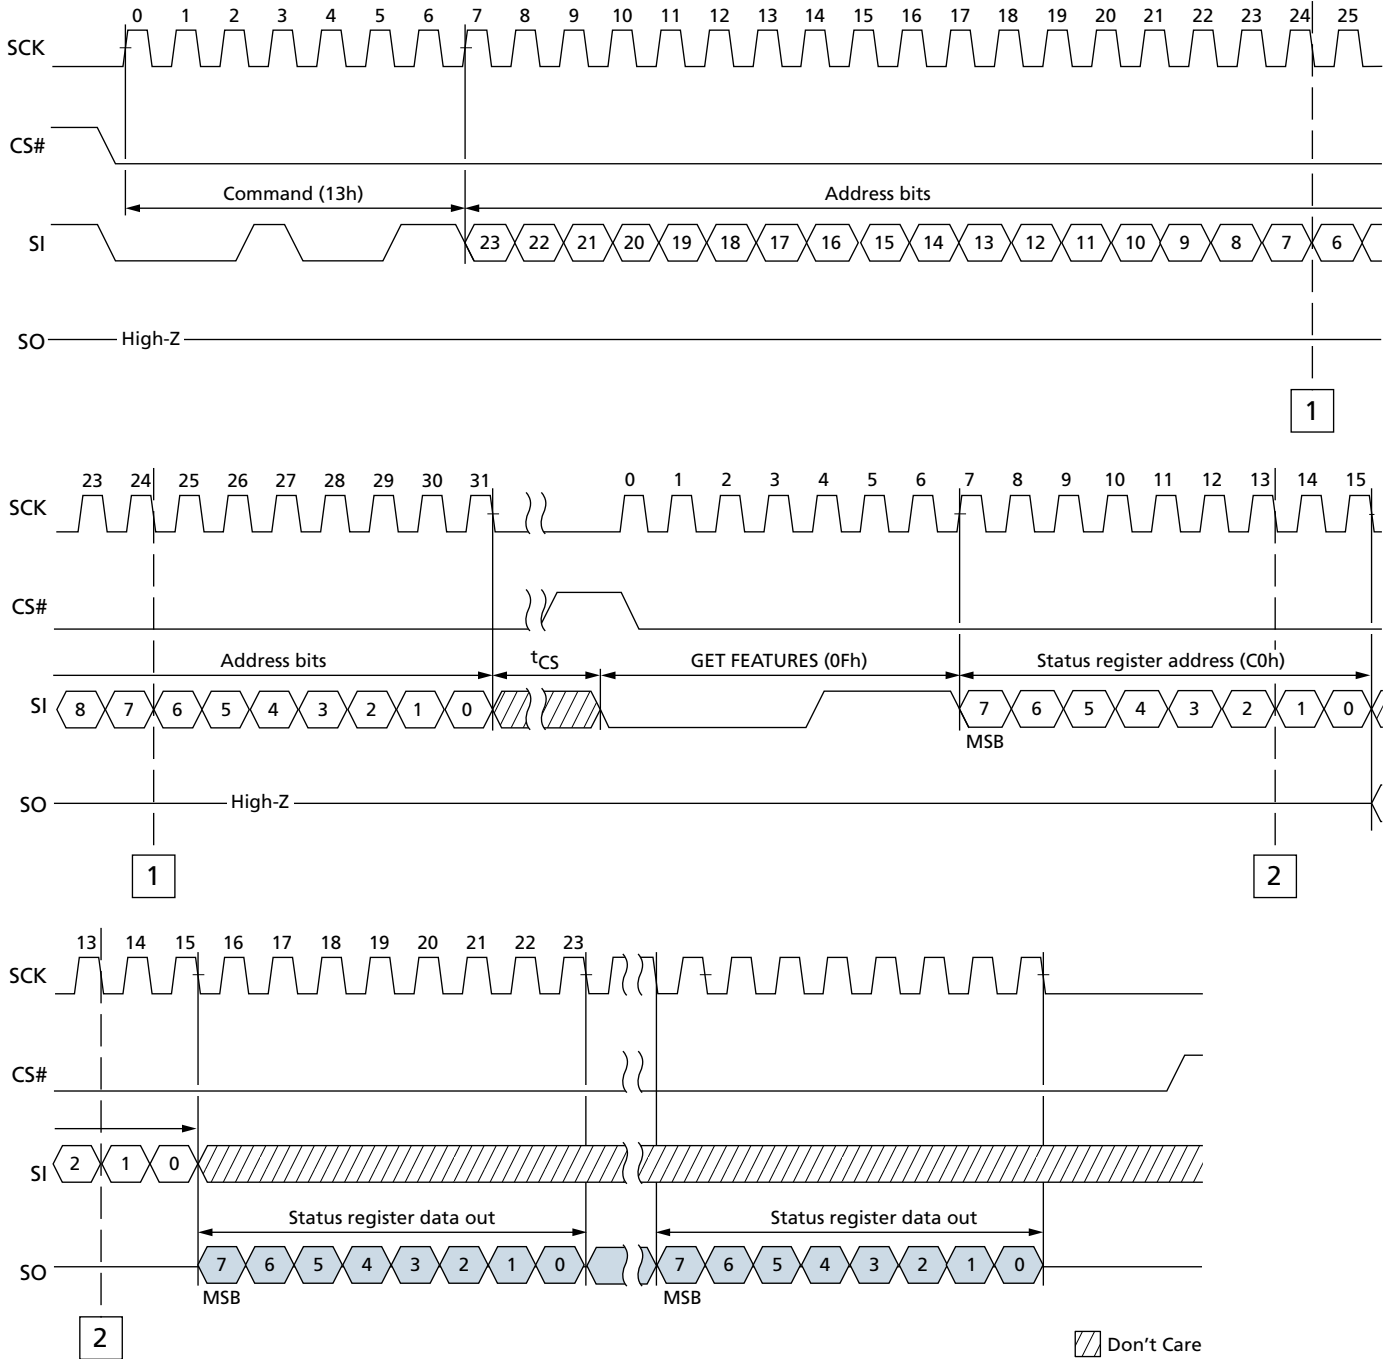 0 1 2 3 4 5 6 7 8 9 10 11 12 13 14 15 16 17 18 19 20 21 22 23 24 25
SCK
CS#
Command (13h) Address bits
SI 23 22 21 20 19 18 17 16 15 14 13 12 11 10 9 8 7 6
SO High-Z
1
23 24 25 26 27 28 29 30 31 0 1 2 3 4 5 6 7 8 9 10 11 12 13 14 15
SCK
CS#
Address bits tCS GET FEATURES (0Fh) Status register address (C0h)
SI 8 7 6 5 4 3 2 1 0 7 6 5 4 3 2 1 0
MSB
SO High-Z
1 2
13 14 15 16 17 18 19 20 21 22 23
SCK
CS#
SI 2 1 0
Status register data out Status register data out
SO 7 6 5 4 3 2 1 0 7 6 5 4 3 2 1 0
MSB MSB
2
Don't Care